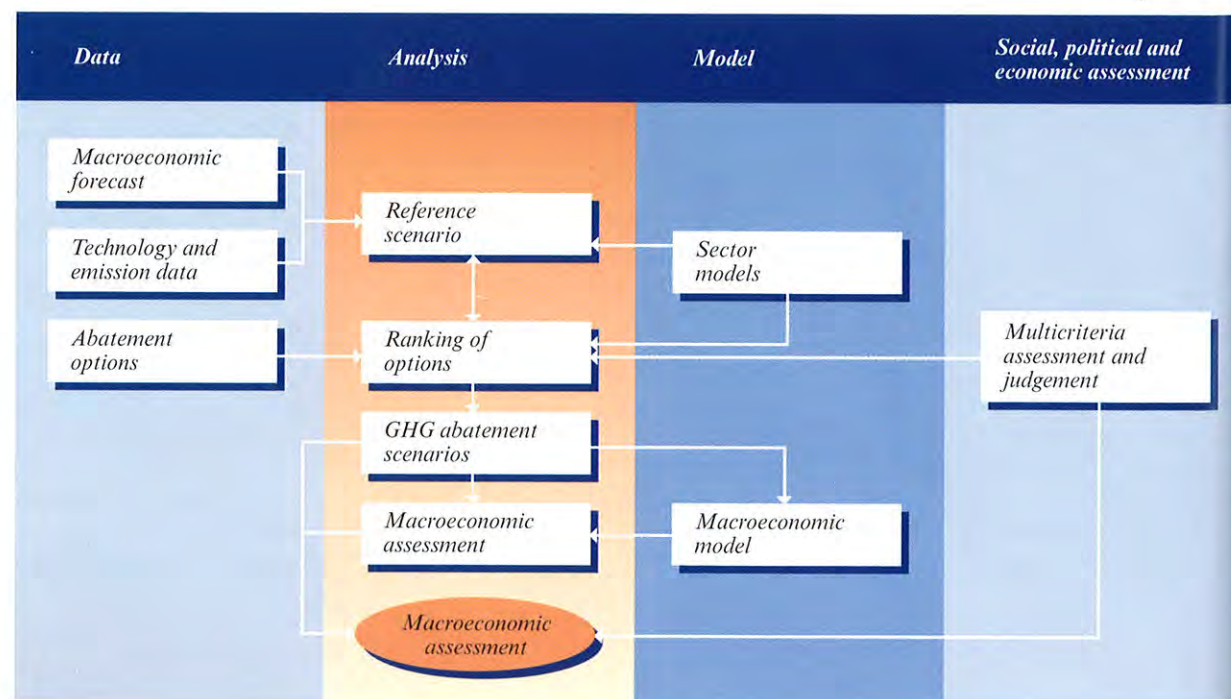 Data
Analysis
Model
Social, political and
economic assessment
Macroeconomic
forecast
Technology and
emission data
Abatement
options
Reference
scenario
Ranking of
options
GHG abatement
scenarios
Macroeconomic
assessment
Macroeconomic
assessment
Sector
models
Macroeconomic
model
Multicriteria
assessment and
judgement